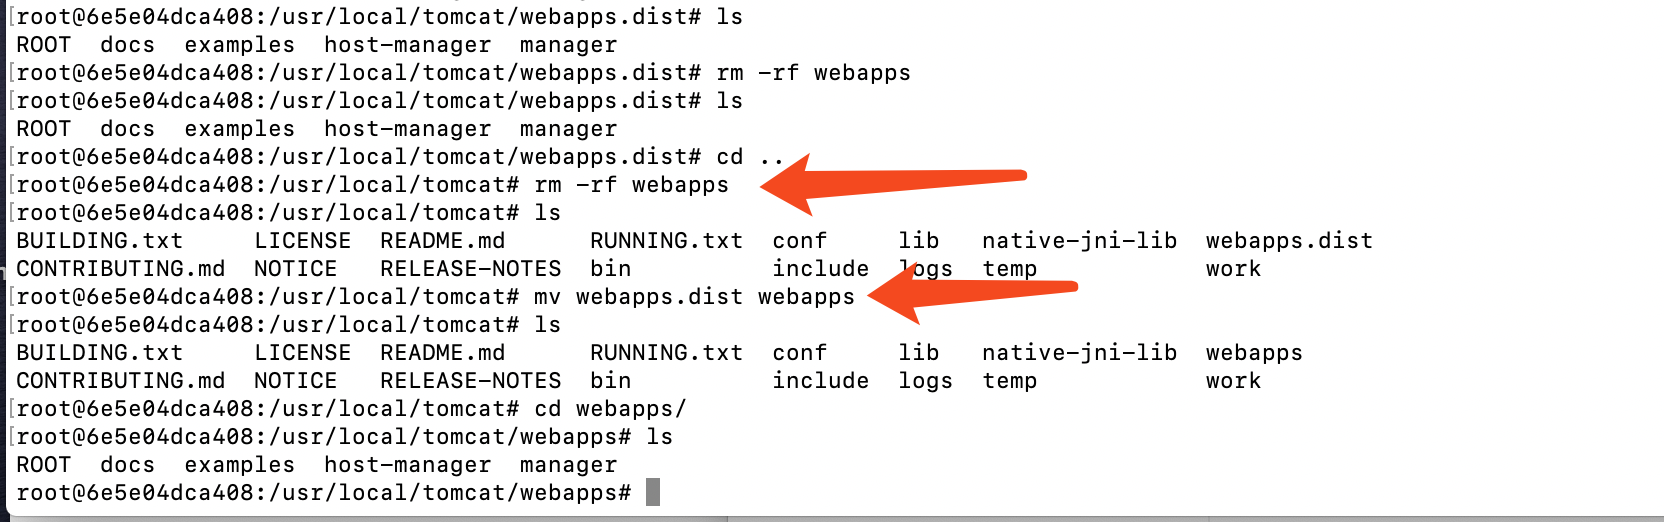 [root@6e5e04dca408:/usr/local/tomcat/webapps.dist# ls
ROOT  docs  examples  host-manager  manager
[root@6e5e04dca408:/usr/local/tomcat/webapps.dist# rm -rf webapps
[root@6e5e04dca408:/usr/local/tomcat/webapps.dist# ls
ROOT  docs  examples  host-manager  manager
[root@6e5e04dca408:/usr/local/tomcat/webapps.dist# cd ..
[root@6e5e04dca408:/usr/local/tomcat# rm -rf webapps
[root@6e5e04dca408:/usr/local/tomcat# ls
BUILDING.txt     LICENSE  README.md      RUNNING.txt  conf     lib   native-jni-lib  webapps.dist
CONTRIBUTING.md  NOTICE   RELEASE-NOTES  bin          include  logs  temp            work
[root@6e5e04dca408:/usr/local/tomcat# mv webapps.dist webapps
[root@6e5e04dca408:/usr/local/tomcat# ls
BUILDING.txt     LICENSE  README.md      RUNNING.txt  conf     lib   native-jni-lib  webapps
CONTRIBUTING.md  NOTICE   RELEASE-NOTES  bin          include  logs  temp            work
[root@6e5e04dca408:/usr/local/tomcat# cd webapps/
[root@6e5e04dca408:/usr/local/tomcat/webapps# ls
ROOT  docs  examples  host-manager  manager
root@6e5e04dca408:/usr/local/tomcat/webapps#